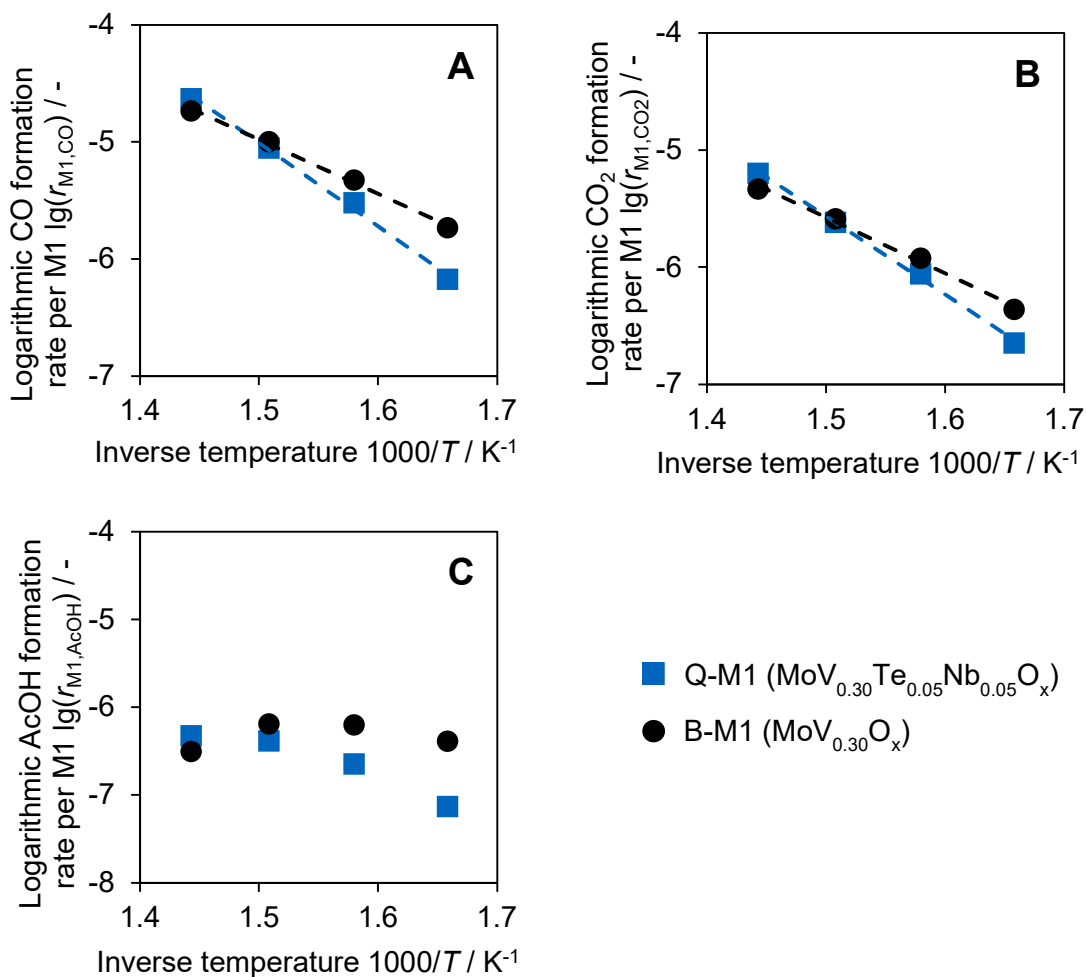 A
Logarithmic CO formation
rate per M1 lg(r_M1,CO) / -
-4
-5
-6
-7
1.4 1.5 1.6 1.7
Inverse temperature 1000/T / K⁻¹
B
Logarithmic CO₂ formation
rate per M1 lg(r_M1,CO2) / -
-4
-5
-6
-7
1.4 1.5 1.6 1.7
Inverse temperature 1000/T / K⁻¹
C
Logarithmic AcOH formation
rate per M1 lg(r_M1,AcOH) / -
-4
-5
-6
-7
-8
1.4 1.5 1.6 1.7
Inverse temperature 1000/T / K⁻¹
Q-M1 (MoV₀.₃₀Te₀.₀₅Nb₀.₀₅Oₓ)
B-M1 (MoV₀.₃₀Oₓ)